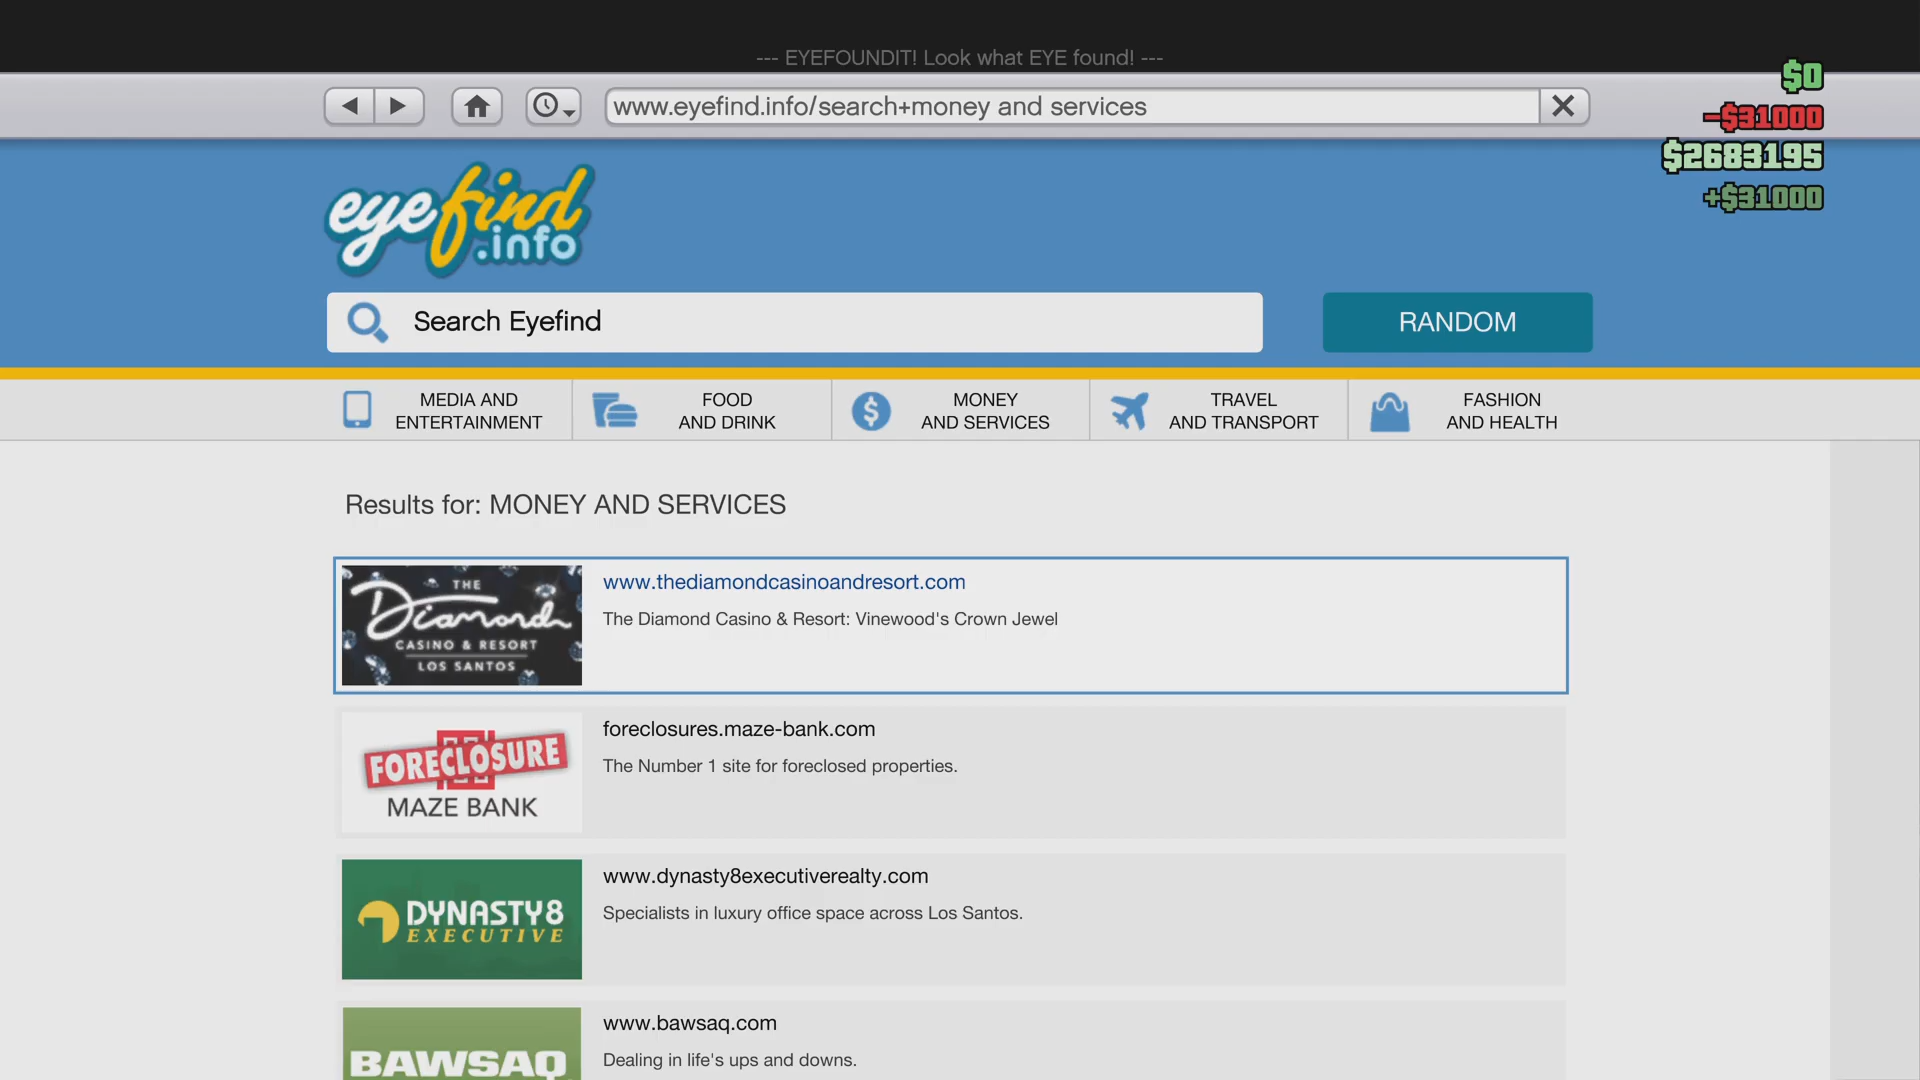 --- EYEFOUNDIT! Look what EYE found! ---
$0
www.eyefind.info/search+money and services
-$31000
$2683195
+$31000
eyefind
.info
Search Eyefind
RANDOM
MEDIA AND
ENTERTAINMENT
FOOD
AND DRINK
MONEY
AND SERVICES
TRAVEL
AND TRANSPORT
FASHION
AND HEALTH
Results for: MONEY AND SERVICES
THE
Diamond
CASINO & RESORT
LOS SANTOS
www.thediamondcasinoandresort.com
The Diamond Casino & Resort: Vinewood's Crown Jewel
FORECLOSURE
MAZE BANK
foreclosures.maze-bank.com
The Number 1 site for foreclosed properties.
DYNASTY8
EXECUTIVE
www.dynasty8executiverealty.com
Specialists in luxury office space across Los Santos.
BAWSAQ
www.bawsaq.com
Dealing in life's ups and downs.